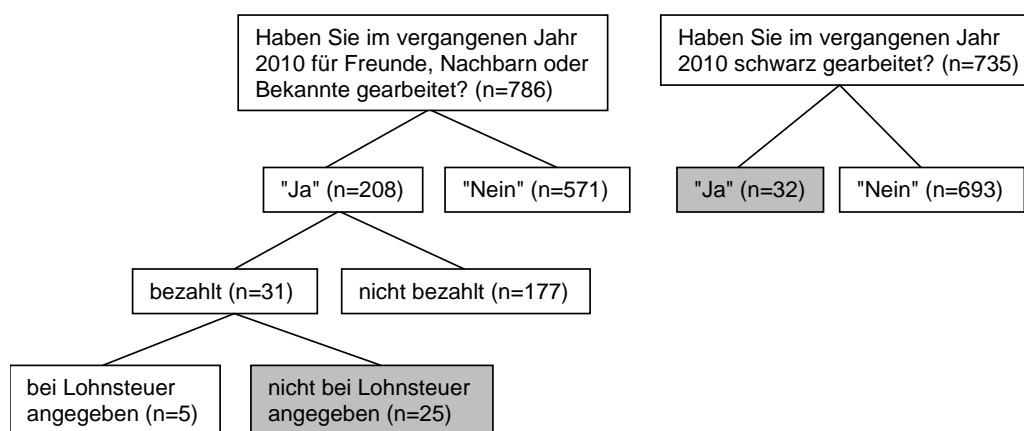 Haben Sie im vergangenen Jahr
2010 für Freunde, Nachbarn oder
Bekannte gearbeitet? (n=786)
Haben Sie im vergangenen Jahr
2010 schwarz gearbeitet? (n=735)
"Ja" (n=208)
"Nein" (n=571)
"Ja" (n=32)
"Nein" (n=693)
bezahlt (n=31)
nicht bezahlt (n=177)
bei Lohnsteuer
angegeben (n=5)
nicht bei Lohnsteuer
angegeben (n=25)